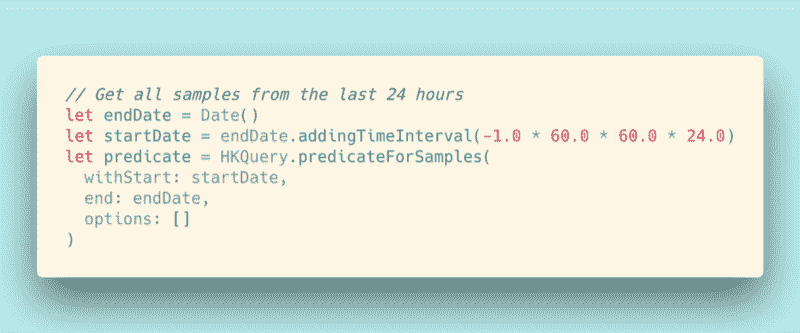 // Get all samples from the last 24 hours
let endDate = Date()
let startDate = endDate.addingTimeInterval(-1.0 * 60.0 * 60.0 * 24.0)
let predicate = HKQuery.predicateForSamples(
  withStart: startDate,
  end: endDate,
  options: []
)